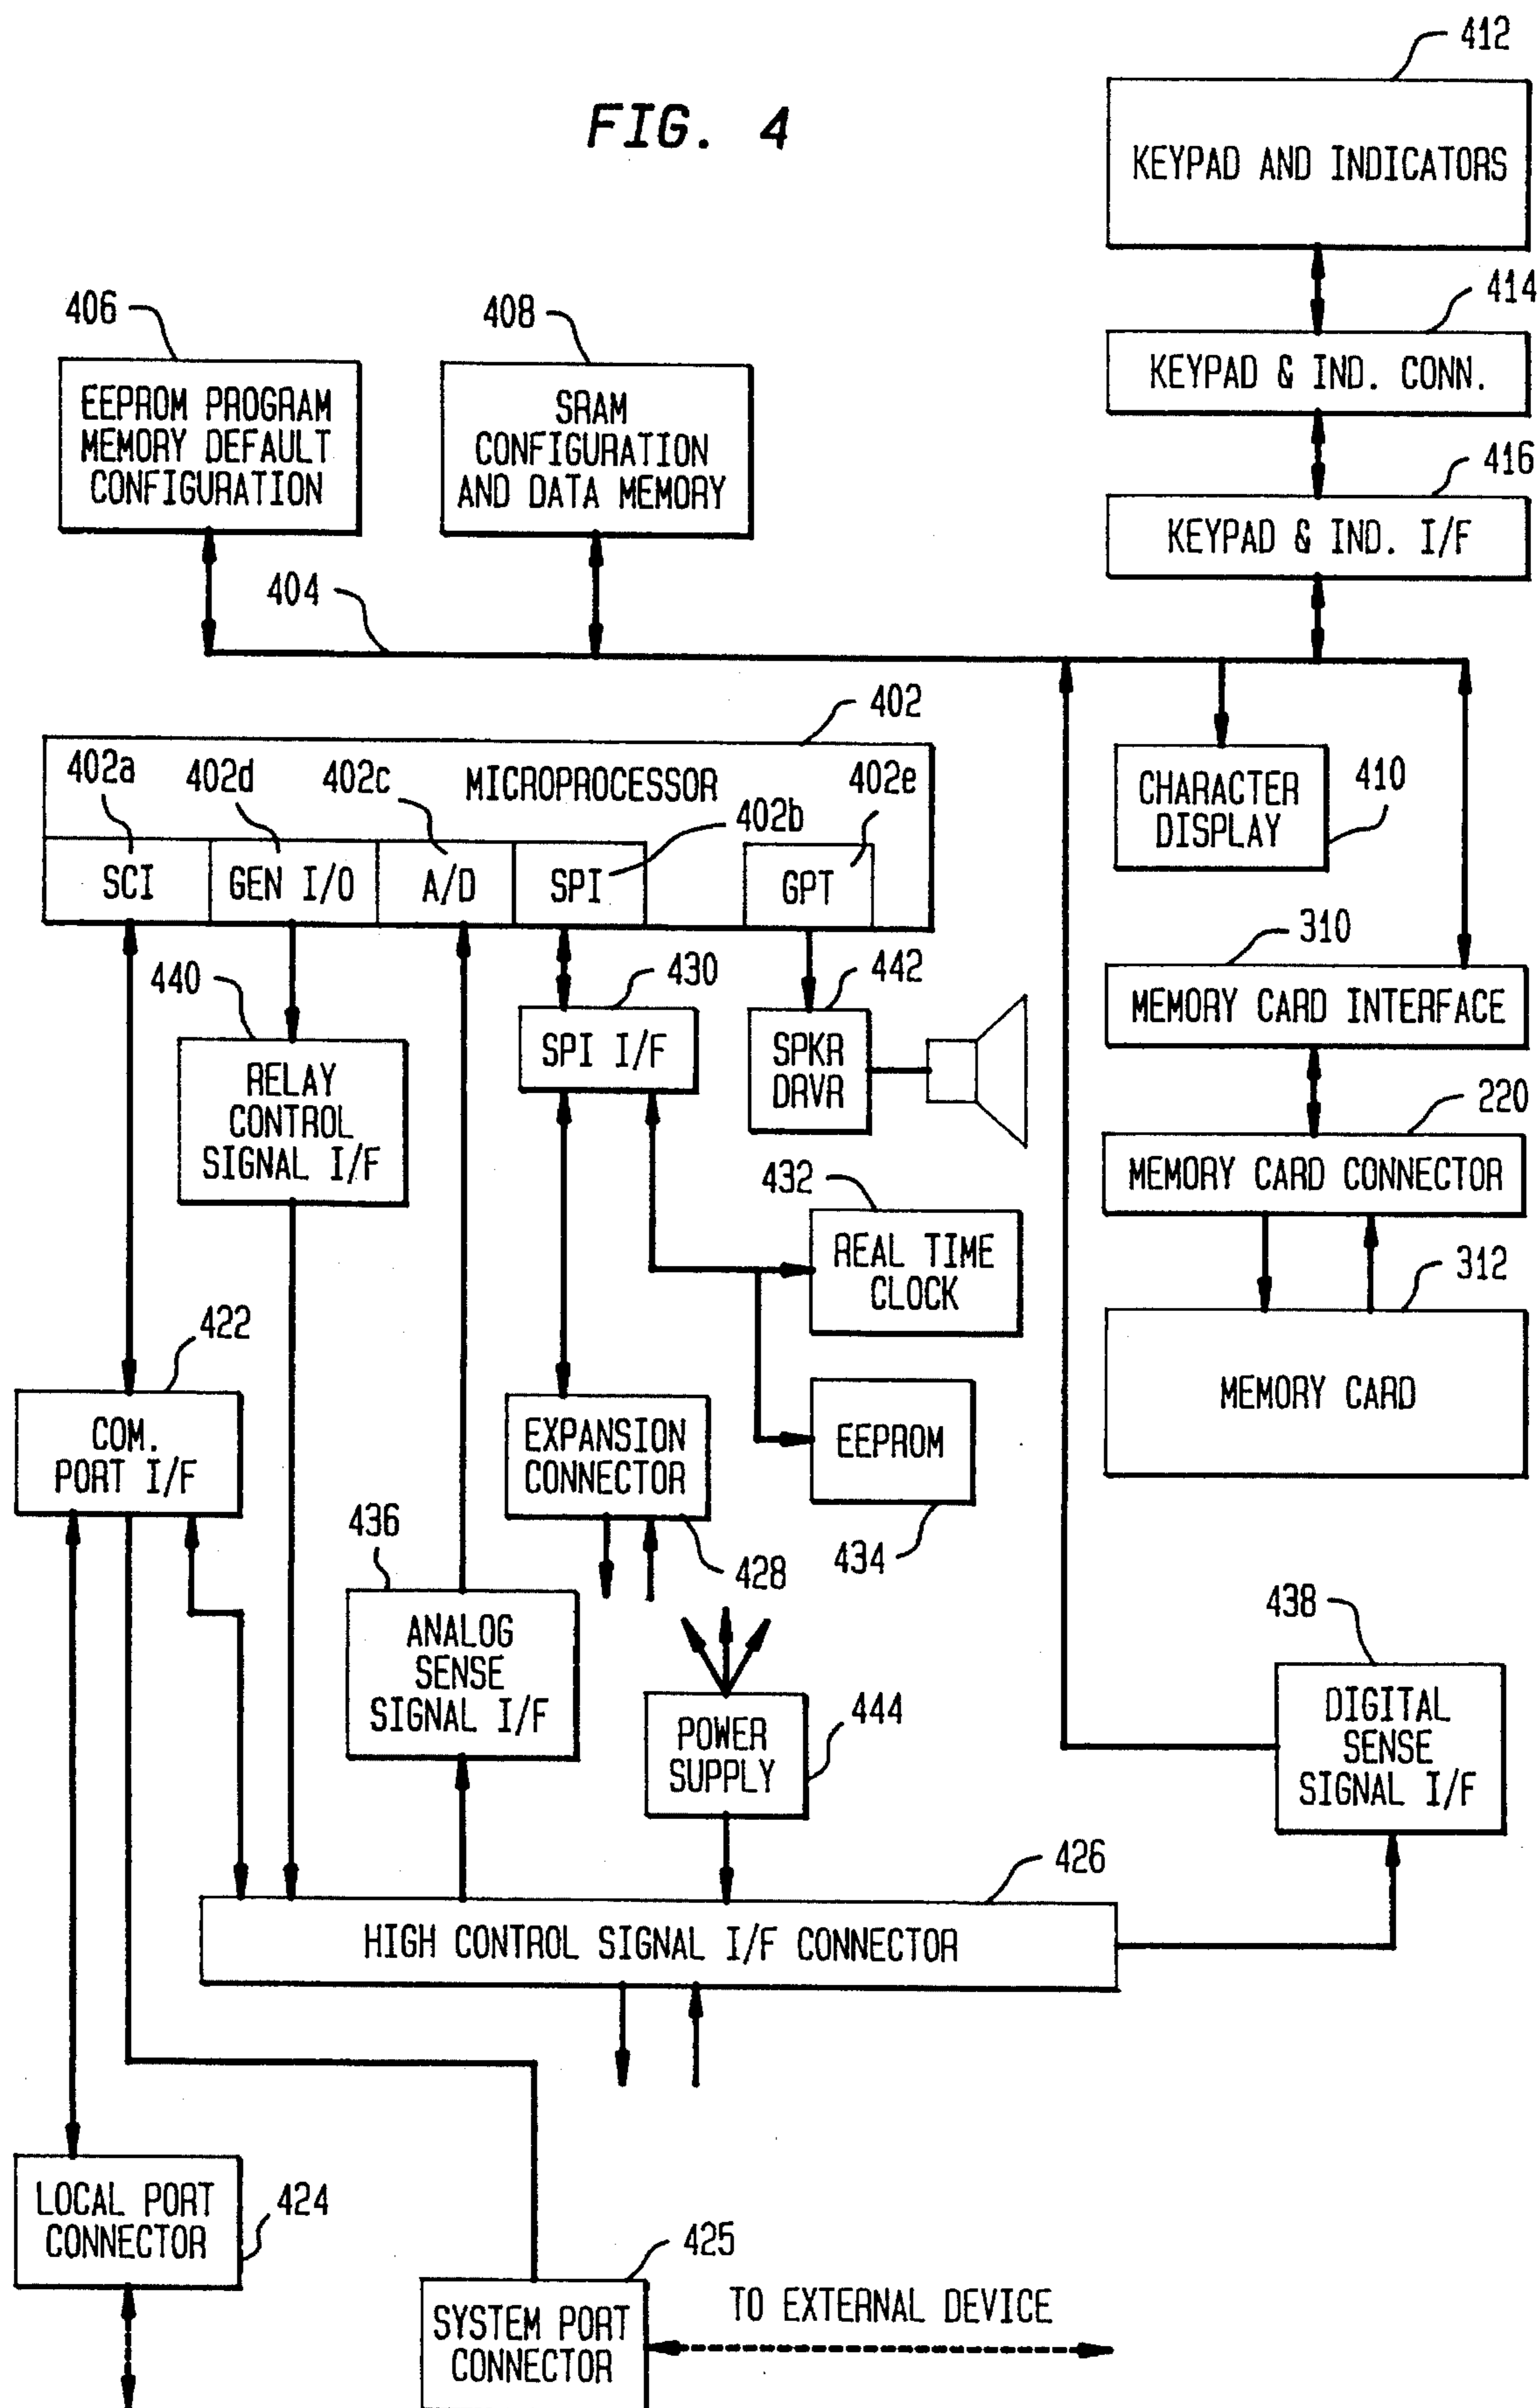 FIG. 4
412
KEYPAD AND INDICATORS
414
KEYPAD & IND. CONN.
416
KEYPAD & IND. I/F
406
EEPROM PROGRAM
MEMORY DEFAULT
CONFIGURATION
408
SRAM
CONFIGURATION
AND DATA MEMORY
404
402
MICROPROCESSOR
402a
402d
402c
402b
402e
SCI
GEN I/O
A/D
SPI
GPT
CHARACTER
DISPLAY
410
310
MEMORY CARD INTERFACE
220
MEMORY CARD CONNECTOR
312
MEMORY CARD
440
RELAY
CONTROL
SIGNAL I/F
430
SPI I/F
442
SPKR
DRVR
432
REAL TIME
CLOCK
422
COM.
PORT I/F
EXPANSION
CONNECTOR
428
EEPROM
434
436
ANALOG
SENSE
SIGNAL I/F
POWER
SUPPLY
444
438
DIGITAL
SENSE
SIGNAL I/F
426
HIGH CONTROL SIGNAL I/F CONNECTOR
LOCAL PORT
CONNECTOR
424
425
SYSTEM PORT
CONNECTOR
TO EXTERNAL DEVICE